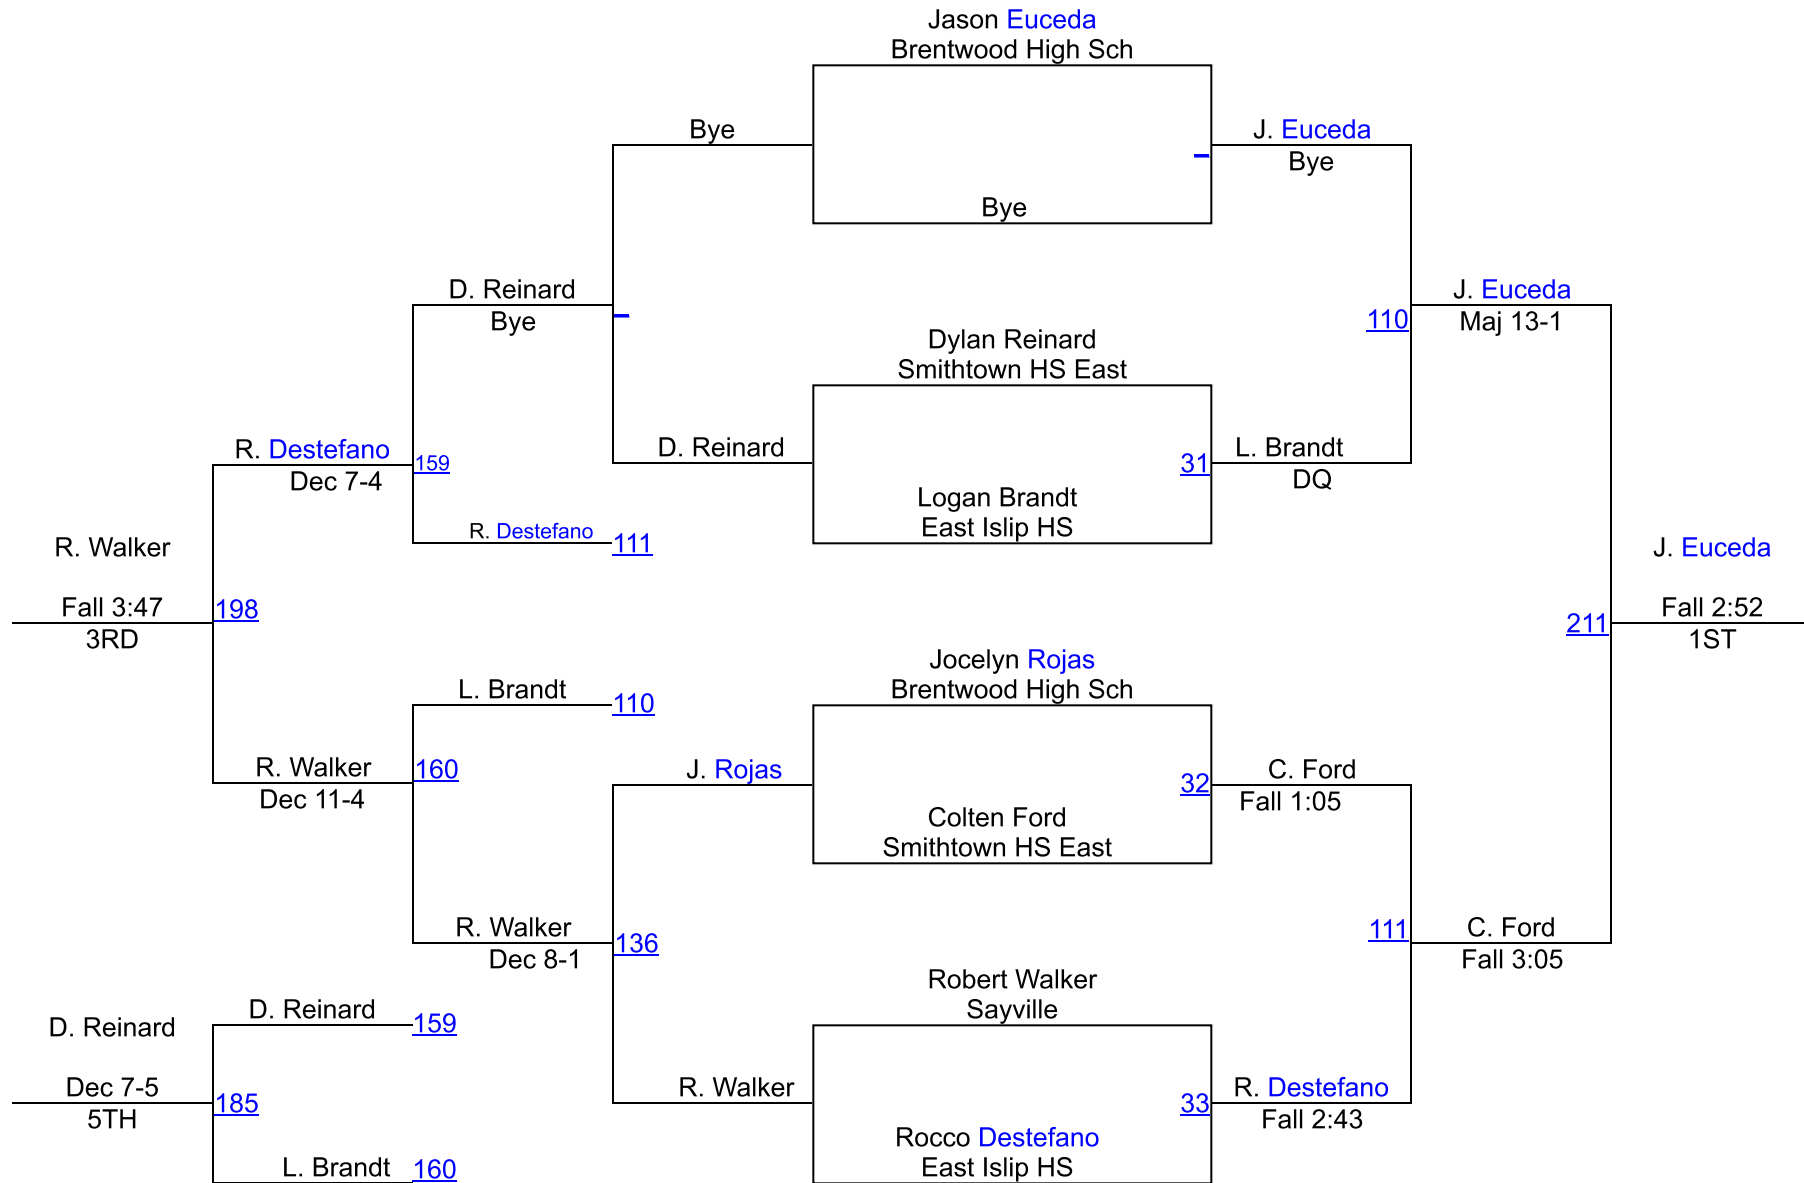 Jason Euceda
Brentwood High Sch
Bye
J. Euceda
Bye
Bye
D. Reinard
Bye
J. Euceda
110
Maj 13-1
Dylan Reinard
Smithtown HS East
R. Destefano
159
Dec 7-4
D. Reinard
31
L. Brandt
DQ
Logan Brandt
East Islip HS
R. Destefano
111
R. Walker
Fall 3:47
198
3RD
J. Euceda
Fall 2:52
211
1ST
Jocelyn Rojas
Brentwood High Sch
L. Brandt
110
R. Walker
160
Dec 11-4
J. Rojas
32
C. Ford
Fall 1:05
Colten Ford
Smithtown HS East
R. Walker
136
Dec 8-1
111
C. Ford
Fall 3:05
Robert Walker
Sayville
D. Reinard
159
D. Reinard
Dec 7-5
185
5TH
R. Walker
33
R. Destefano
Fall 2:43
Rocco Destefano
East Islip HS
L. Brandt
160